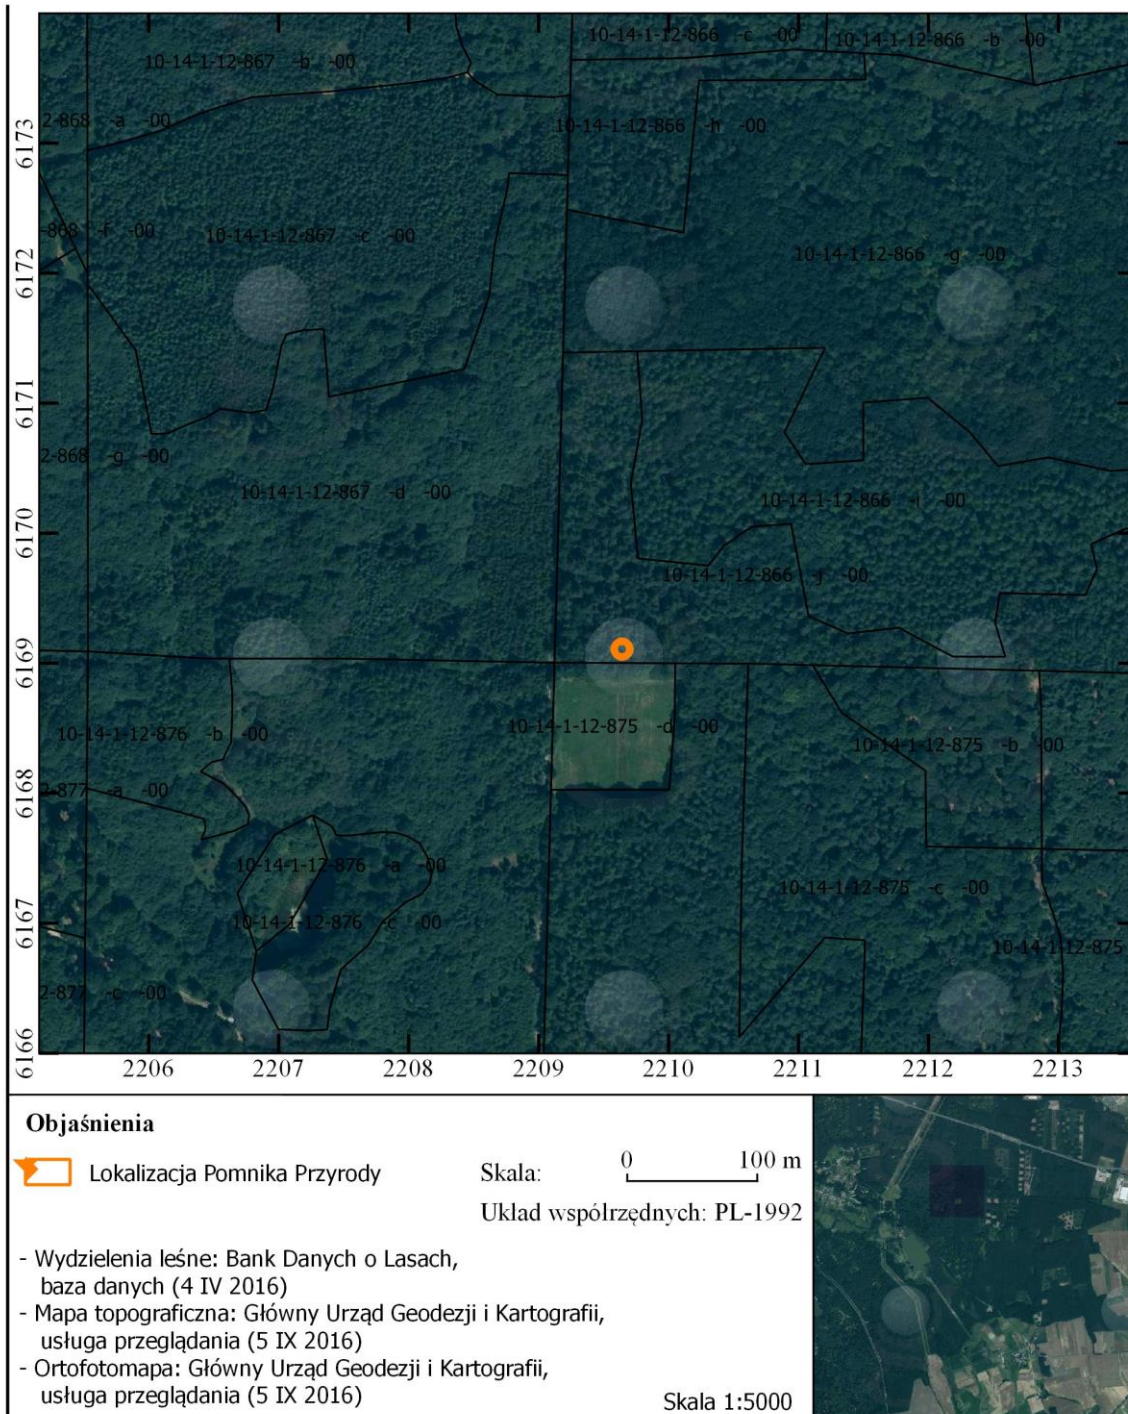 10-14-1-12-866 -c -00
10-14-1-12-866 -b -00
10-14-1-12-867 -b -00
2-868 -a -00
10-14-1-12-866 -h -00
6173
-868 -f -00
10-14-1-12-867 -c -00
10-14-1-12-866 -g -00
6172
6171
2-868 -g -00
10-14-1-12-867 -d -00
10-14-1-12-866 -i -00
6170
10-14-1-12-866 -j -00
6169
10-14-1-12-876 -b -00
10-14-1-12-875 -d -00
10-14-1-12-875 -b -00
2-877 -a -00
6168
10-14-1-12-876 -a -00
10-14-1-12-875 -c -00
10-14-1-12-876 -c -00
6167
10-14-1-12-875
2-877 -c -00
6166
2206 2207 2208 2209 2210 2211 2212 2213
Objaśnienia
Lokalizacja Pomnika Przyrody
Skala: 0 100 m
Układ współrzędnych: PL-1992
- Wydzielenia leśne: Bank Danych o Lasach,
baza danych (4 IV 2016)
- Mapa topograficzna: Główny Urząd Geodezji i Kartografii,
usługa przeglądania (5 IX 2016)
- Ortofotomapa: Główny Urząd Geodezji i Kartografii,
usługa przeglądania (5 IX 2016)
Skala 1:5000